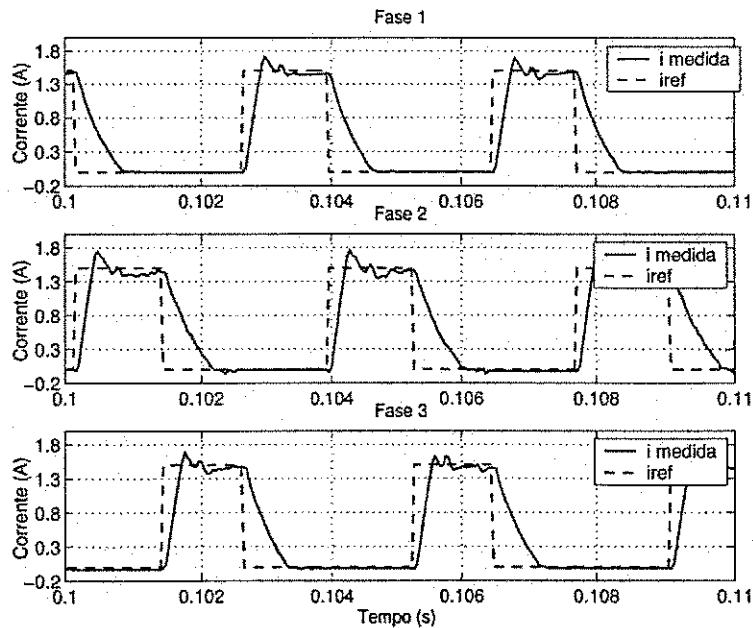 Fase 1
Corrente (A)
1.8
1.3
0.8
0.3
−0.2
i medida
iref
0.1 0.102 0.104 0.106 0.108 0.11
Fase 2
Corrente (A)
1.8
1.3
0.8
0.3
−0.2
i medida
iref
0.1 0.102 0.104 0.106 0.108 0.11
Fase 3
Corrente (A)
1.8
1.3
0.8
0.3
−0.2
i medida
iref
0.1 0.102 0.104 0.106 0.108 0.11
Tempo (s)